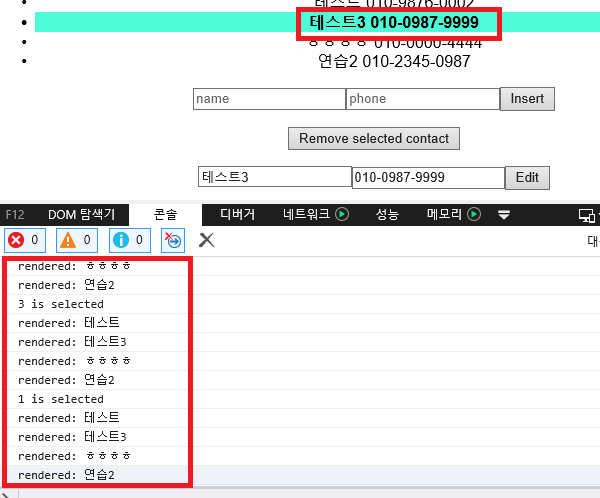 테스트 010-9876-0002
테스트3 010-0987-9999
ㅎㅎㅎㅎ 010-0000-4444
연습2 010-2345-0987
name phone Insert
Remove selected contact
테스트3 010-0987-9999 Edit
F12 DOM 탐색기 콘솔 디버거 네트워크 성능 메모리
0 0 0 대
rendered: ㅎㅎㅎㅎ
rendered: 연습2
3 is selected
rendered: 테스트
rendered: 테스트3
rendered: ㅎㅎㅎㅎ
rendered: 연습2
1 is selected
rendered: 테스트
rendered: 테스트3
rendered: ㅎㅎㅎㅎ
rendered: 연습2